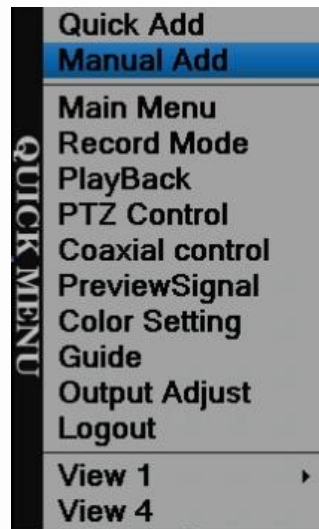 QUICK MENU
Quick Add
Manual Add
Main Menu
Record Mode
PlayBack
PTZ Control
Coaxial control
PreviewSignal
Color Setting
Guide
Output Adjust
Logout
View 1
View 4